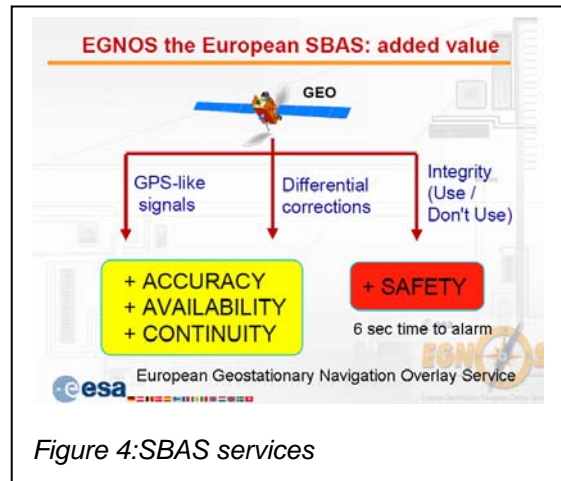 EGNOS the European SBAS: added value
GEO
GPS-like
signals
Differential
corrections
Integrity
(Use /
Don't Use)
+ ACCURACY
+ AVAILABILITY
+ CONTINUITY
+ SAFETY
6 sec time to alarm
EGNOS
European Geostationary Navigation Overlay Service
esa
Figure 4:SBAS services